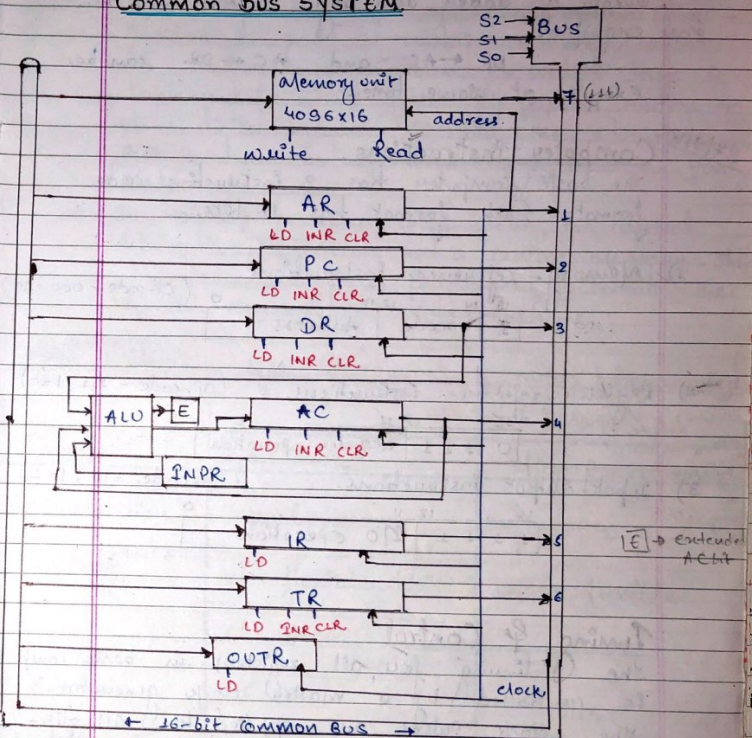 Common Bus System
S2
S1
S0
BUS
Memory unit
4096x16
address
7 (111)
Write Read
AR
1
LD INR CLR
PC
2
LD INR CLR
DR
3
LD INR CLR
ALU
E
AC
4
LD INR CLR
INPR
IR
5
LD
E → extended
AC bit
TR
6
LD INR CLR
OUTR
LD
clock
← 16-bit Common Bus →